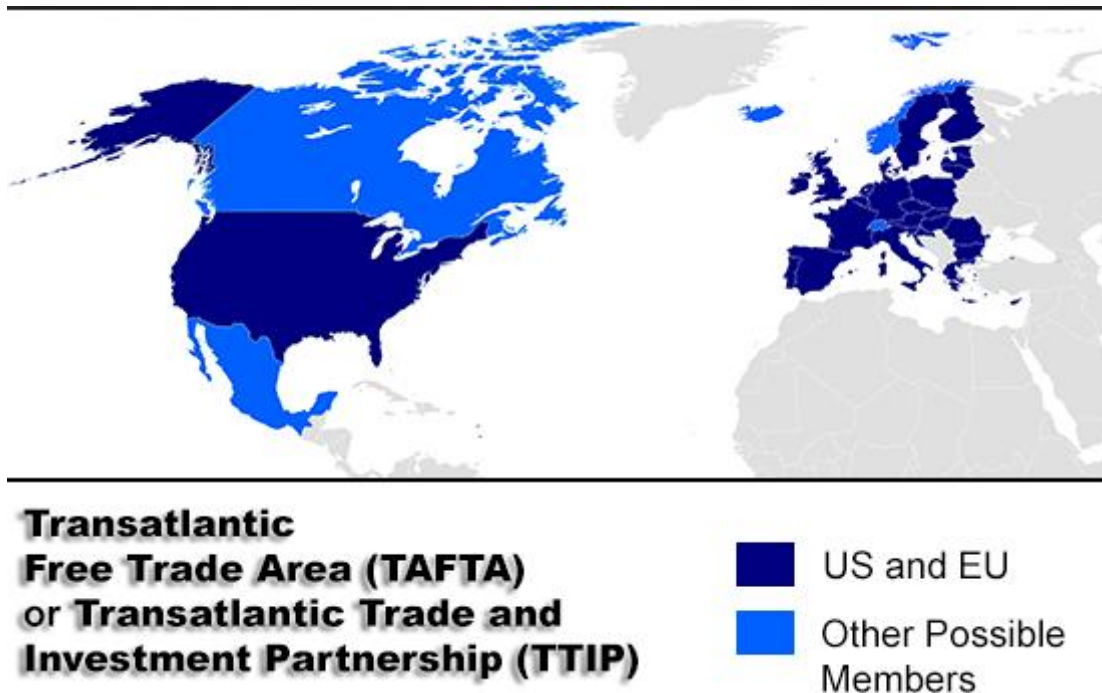 Transatlantic
Free Trade Area (TAFTA)
or Transatlantic Trade and
Investment Partnership (TTIP)
US and EU
Other Possible
Members